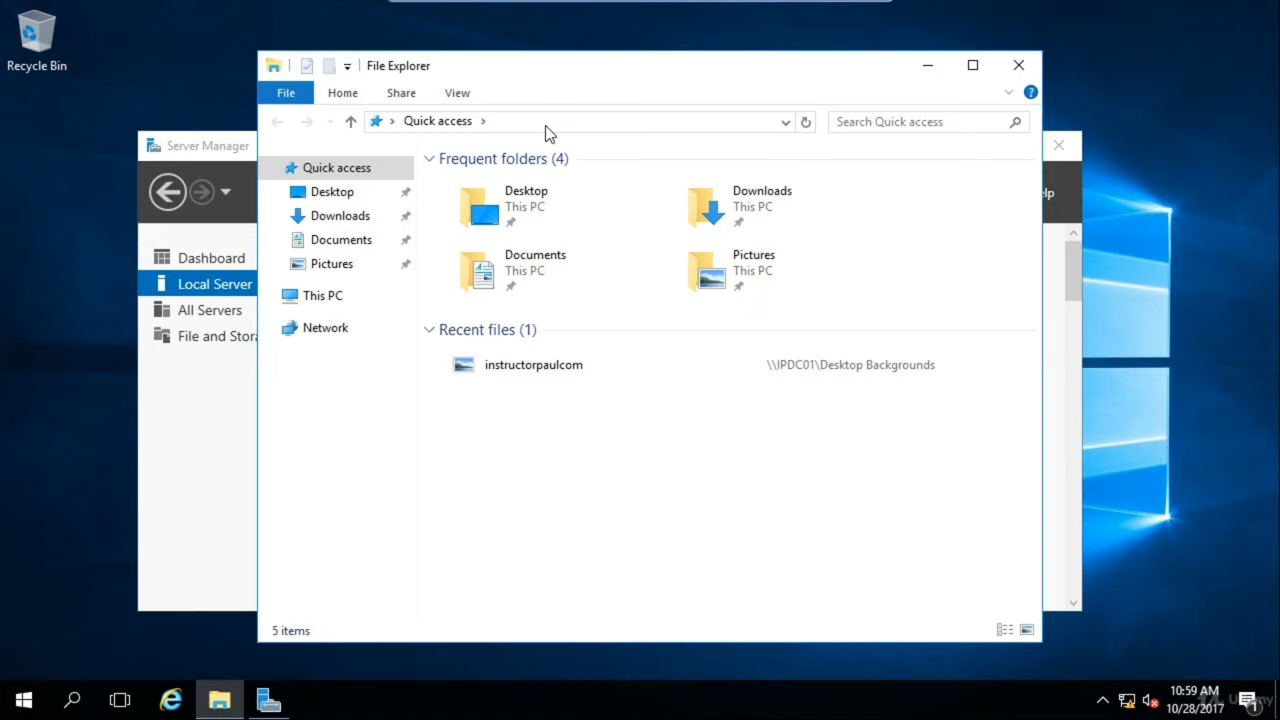 Recycle Bin
File Explorer
File
Home
Share
View
Quick access
Search Quick access
Server Manager
Dashboard
Local Server
All Servers
File and Stora
Quick access
Desktop
Downloads
Documents
Pictures
This PC
Network
Frequent folders (4)
Desktop
This PC
Downloads
This PC
Documents
This PC
Pictures
This PC
Recent files (1)
instructorpaulcom
\\IPDC01\Desktop Backgrounds
elp
5 items
10:59 AM
10/28/2017
1